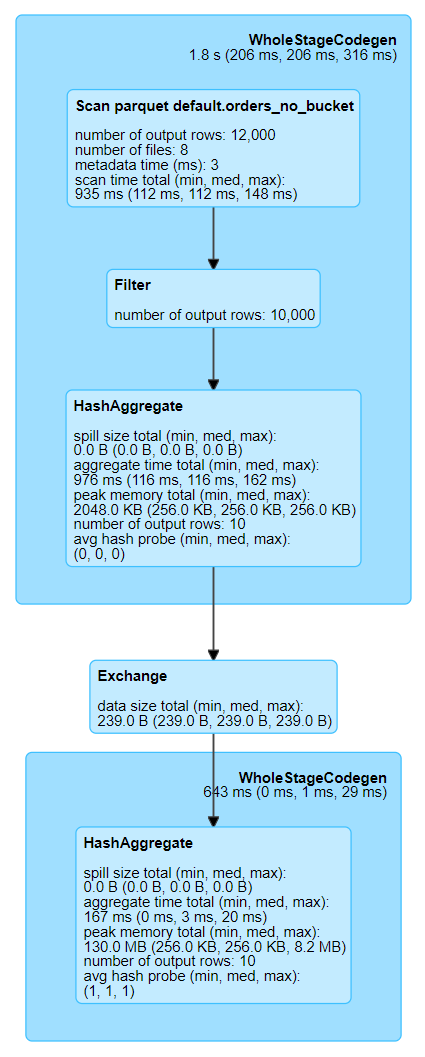 WholeStageCodegen
1.8 s (206 ms, 206 ms, 316 ms)
Scan parquet default.orders_no_bucket
number of output rows: 12,000
number of files: 8
metadata time (ms): 3
scan time total (min, med, max):
935 ms (112 ms, 112 ms, 148 ms)
Filter
number of output rows: 10,000
HashAggregate
spill size total (min, med, max):
0.0 B (0.0 B, 0.0 B, 0.0 B)
aggregate time total (min, med, max):
976 ms (116 ms, 116 ms, 162 ms)
peak memory total (min, med, max):
2048.0 KB (256.0 KB, 256.0 KB, 256.0 KB)
number of output rows: 10
avg hash probe (min, med, max):
(0, 0, 0)
Exchange
data size total (min, med, max):
239.0 B (239.0 B, 239.0 B, 239.0 B)
WholeStageCodegen
643 ms (0 ms, 1 ms, 29 ms)
HashAggregate
spill size total (min, med, max):
0.0 B (0.0 B, 0.0 B, 0.0 B)
aggregate time total (min, med, max):
167 ms (0 ms, 3 ms, 20 ms)
peak memory total (min, med, max):
130.0 MB (256.0 KB, 256.0 KB, 8.2 MB)
number of output rows: 10
avg hash probe (min, med, max):
(1, 1, 1)